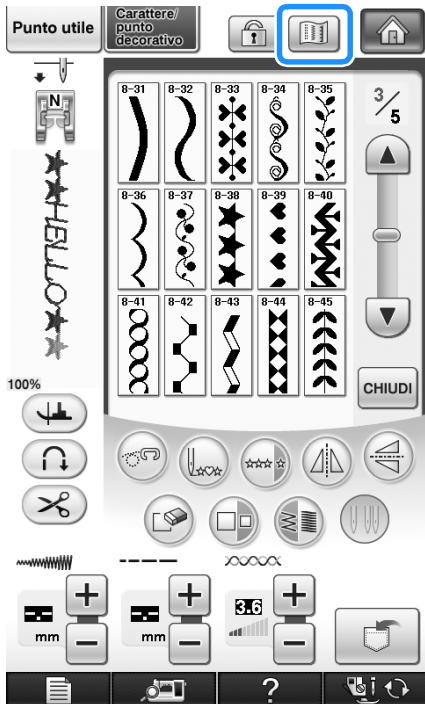 Punto utile
Carattere/
punto
decorativo
N
3/5
8-31 8-32 8-33 8-34 8-35
8-36 8-37 8-38 8-39 8-40
8-41 8-42 8-43 8-44 8-45
HELLO
100%
CHIUDI
mm
mm
3.6
?